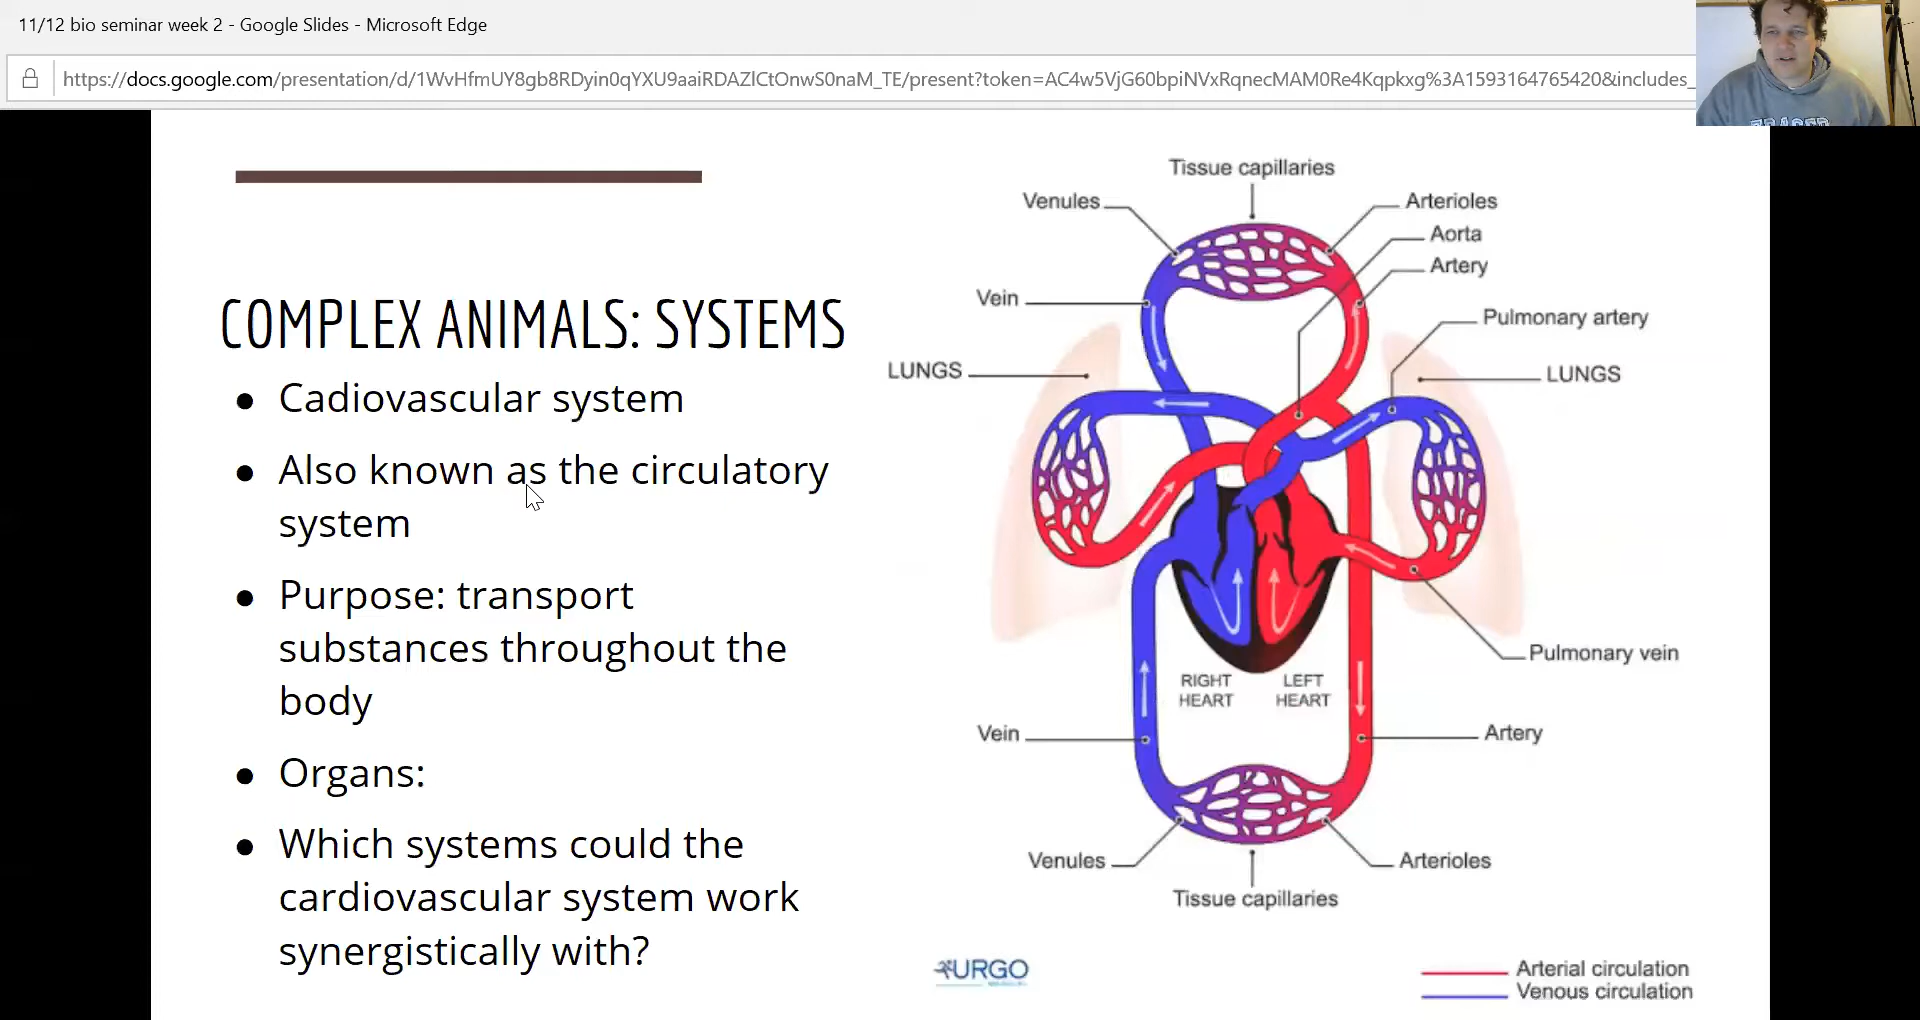 11/12 bio seminar week 2 - Google Slides - Microsoft Edge
https://docs.google.com/presentation/d/1WvHfmUY8gb8RDyin0qYXU9aaiRDAZlCtOnwS0naM_TE/present?token=AC4w5VjG60bpiNVxRqnecMAM0Re4Kqpkxg%3A1593164765420&includes_
COMPLEX ANIMALS: SYSTEMS
● Cadiovascular system
● Also known as the circulatory
system
● Purpose: transport
substances throughout the
body
● Organs:
● Which systems could the
cardiovascular system work
synergistically with?
Tissue capillaries
Venules
Arterioles
Aorta
Artery
Vein
Pulmonary artery
LUNGS
LUNGS
Pulmonary vein
RIGHT
HEART
LEFT
HEART
Vein
Artery
Venules
Arterioles
Tissue capillaries
URGO
Arterial circulation
Venous circulation